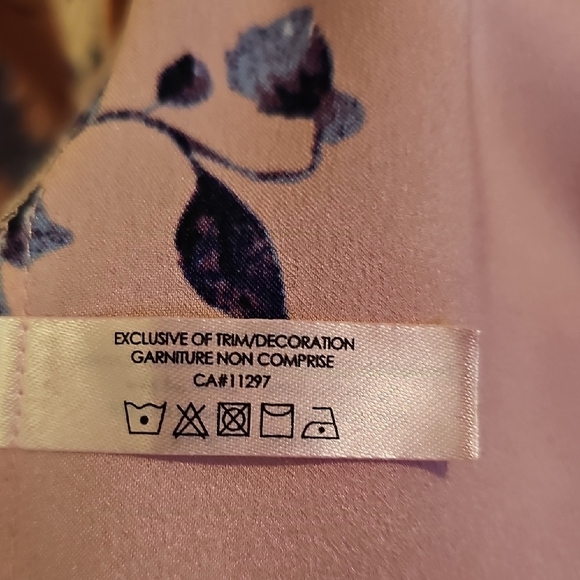 EXCLUSIVE OF TRIM/DECORATION
GARNITURE NON COMPRISE
CA#11297